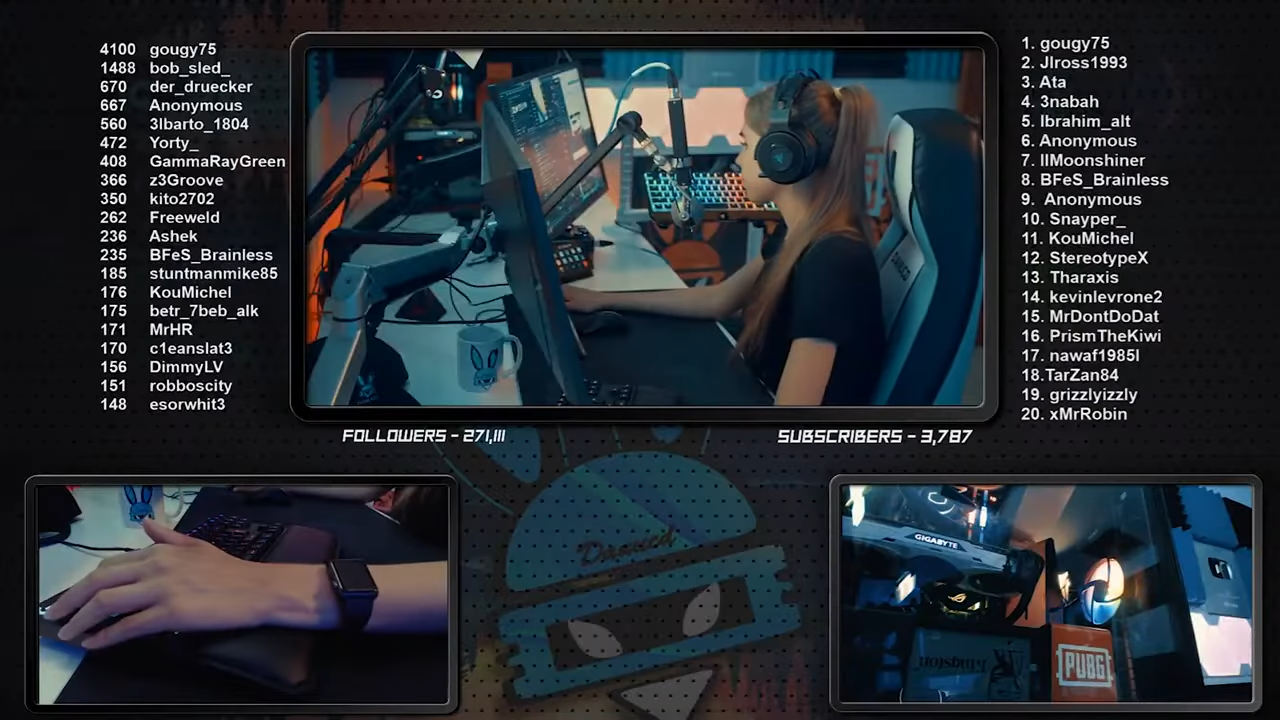 4100 gougy75
1488 bob_sled_
670 der_druecker
667 Anonymous
560 3lbarto_1804
472 Yorty_
408 GammaRayGreen
366 z3Groove
350 kito2702
262 Freeweld
236 Ashek
235 BFeS_Brainless
185 stuntmanmike85
176 KouMichel
175 betr_7beb_alk
171 MrHR
170 c1eanslat3
156 DimmyLV
151 robboscity
148 esorwhit3
1. gougy75
2. Jlross1993
3. Ata
4. 3nabah
5. Ibrahim_alt
6. Anonymous
7. IIMoonshiner
8. BFeS_Brainless
9. Anonymous
10. Snayper_
11. KouMichel
12. StereotypeX
13. Tharaxis
14. kevinlevrone2
15. MrDontDoDat
16. PrismTheKiwi
17. nawaf1985l
18.TarZan84
19. grizzlyizzly
20. xMrRobin
FOLLOWERS - 271,111
SUBSCRIBERS - 3,787
GIGABYTE
Kingston
PUBG